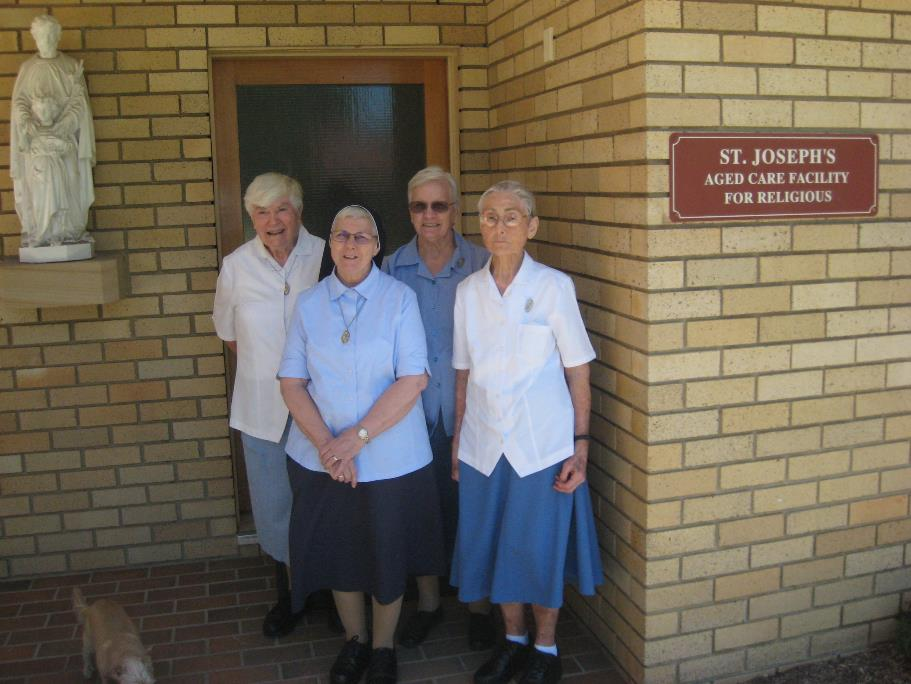 ST. JOSEPH'S
AGED CARE FACILITY
FOR RELIGIOUS